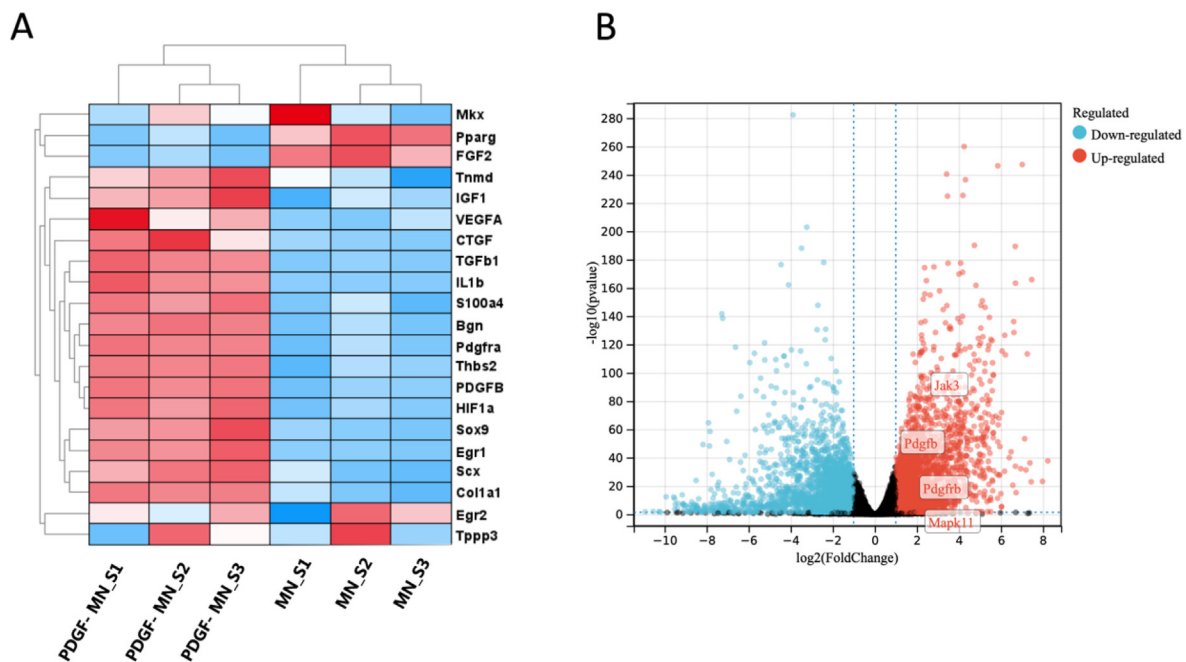 A
Mkx
Pparg
FGF2
Tnmd
IGF1
VEGFA
CTGF
TGFb1
IL1b
S100a4
Bgn
Pdgfra
Thbs2
PDGFB
HIF1a
Sox9
Egr1
Scx
Col1a1
Egr2
Tppp3
PDGF- MN_S1
PDGF- MN_S2
PDGF- MN_S3
MN_S1
MN_S2
MN_S3
B
280
260
240
220
200
180
160
140
120
100
80
60
40
20
0
-log10(pvalue)
Jak3
Pdgfb
Pdgfrb
Mapk11
−10
−8
−6
−4
−2
0
2
4
6
8
log2(FoldChange)
Regulated
Down-regulated
Up-regulated